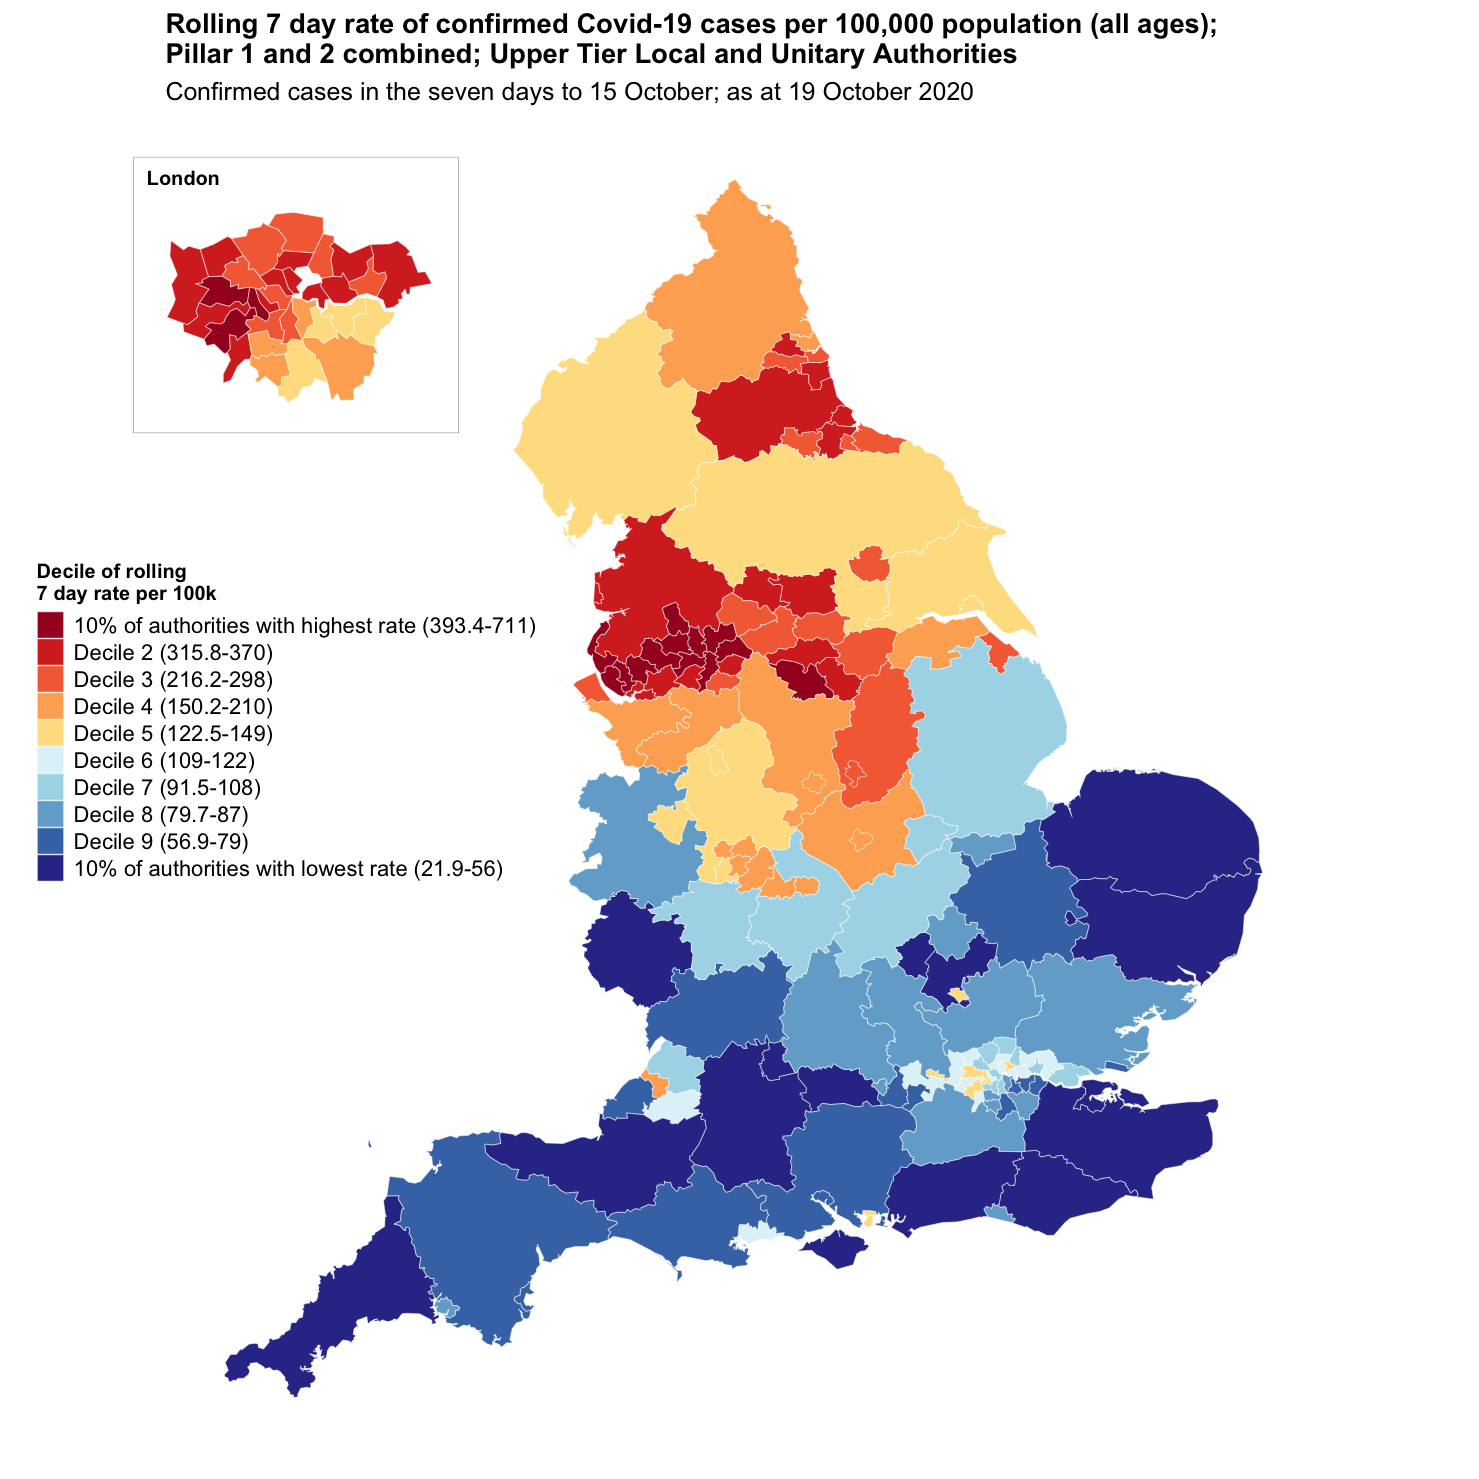 Rolling 7 day rate of confirmed Covid-19 cases per 100,000 population (all ages);
Pillar 1 and 2 combined; Upper Tier Local and Unitary Authorities
Confirmed cases in the seven days to 15 October; as at 19 October 2020
London
Decile of rolling
7 day rate per 100k
10% of authorities with highest rate (393.4-711)
Decile 2 (315.8-370)
Decile 3 (216.2-298)
Decile 4 (150.2-210)
Decile 5 (122.5-149)
Decile 6 (109-122)
Decile 7 (91.5-108)
Decile 8 (79.7-87)
Decile 9 (56.9-79)
10% of authorities with lowest rate (21.9-56)